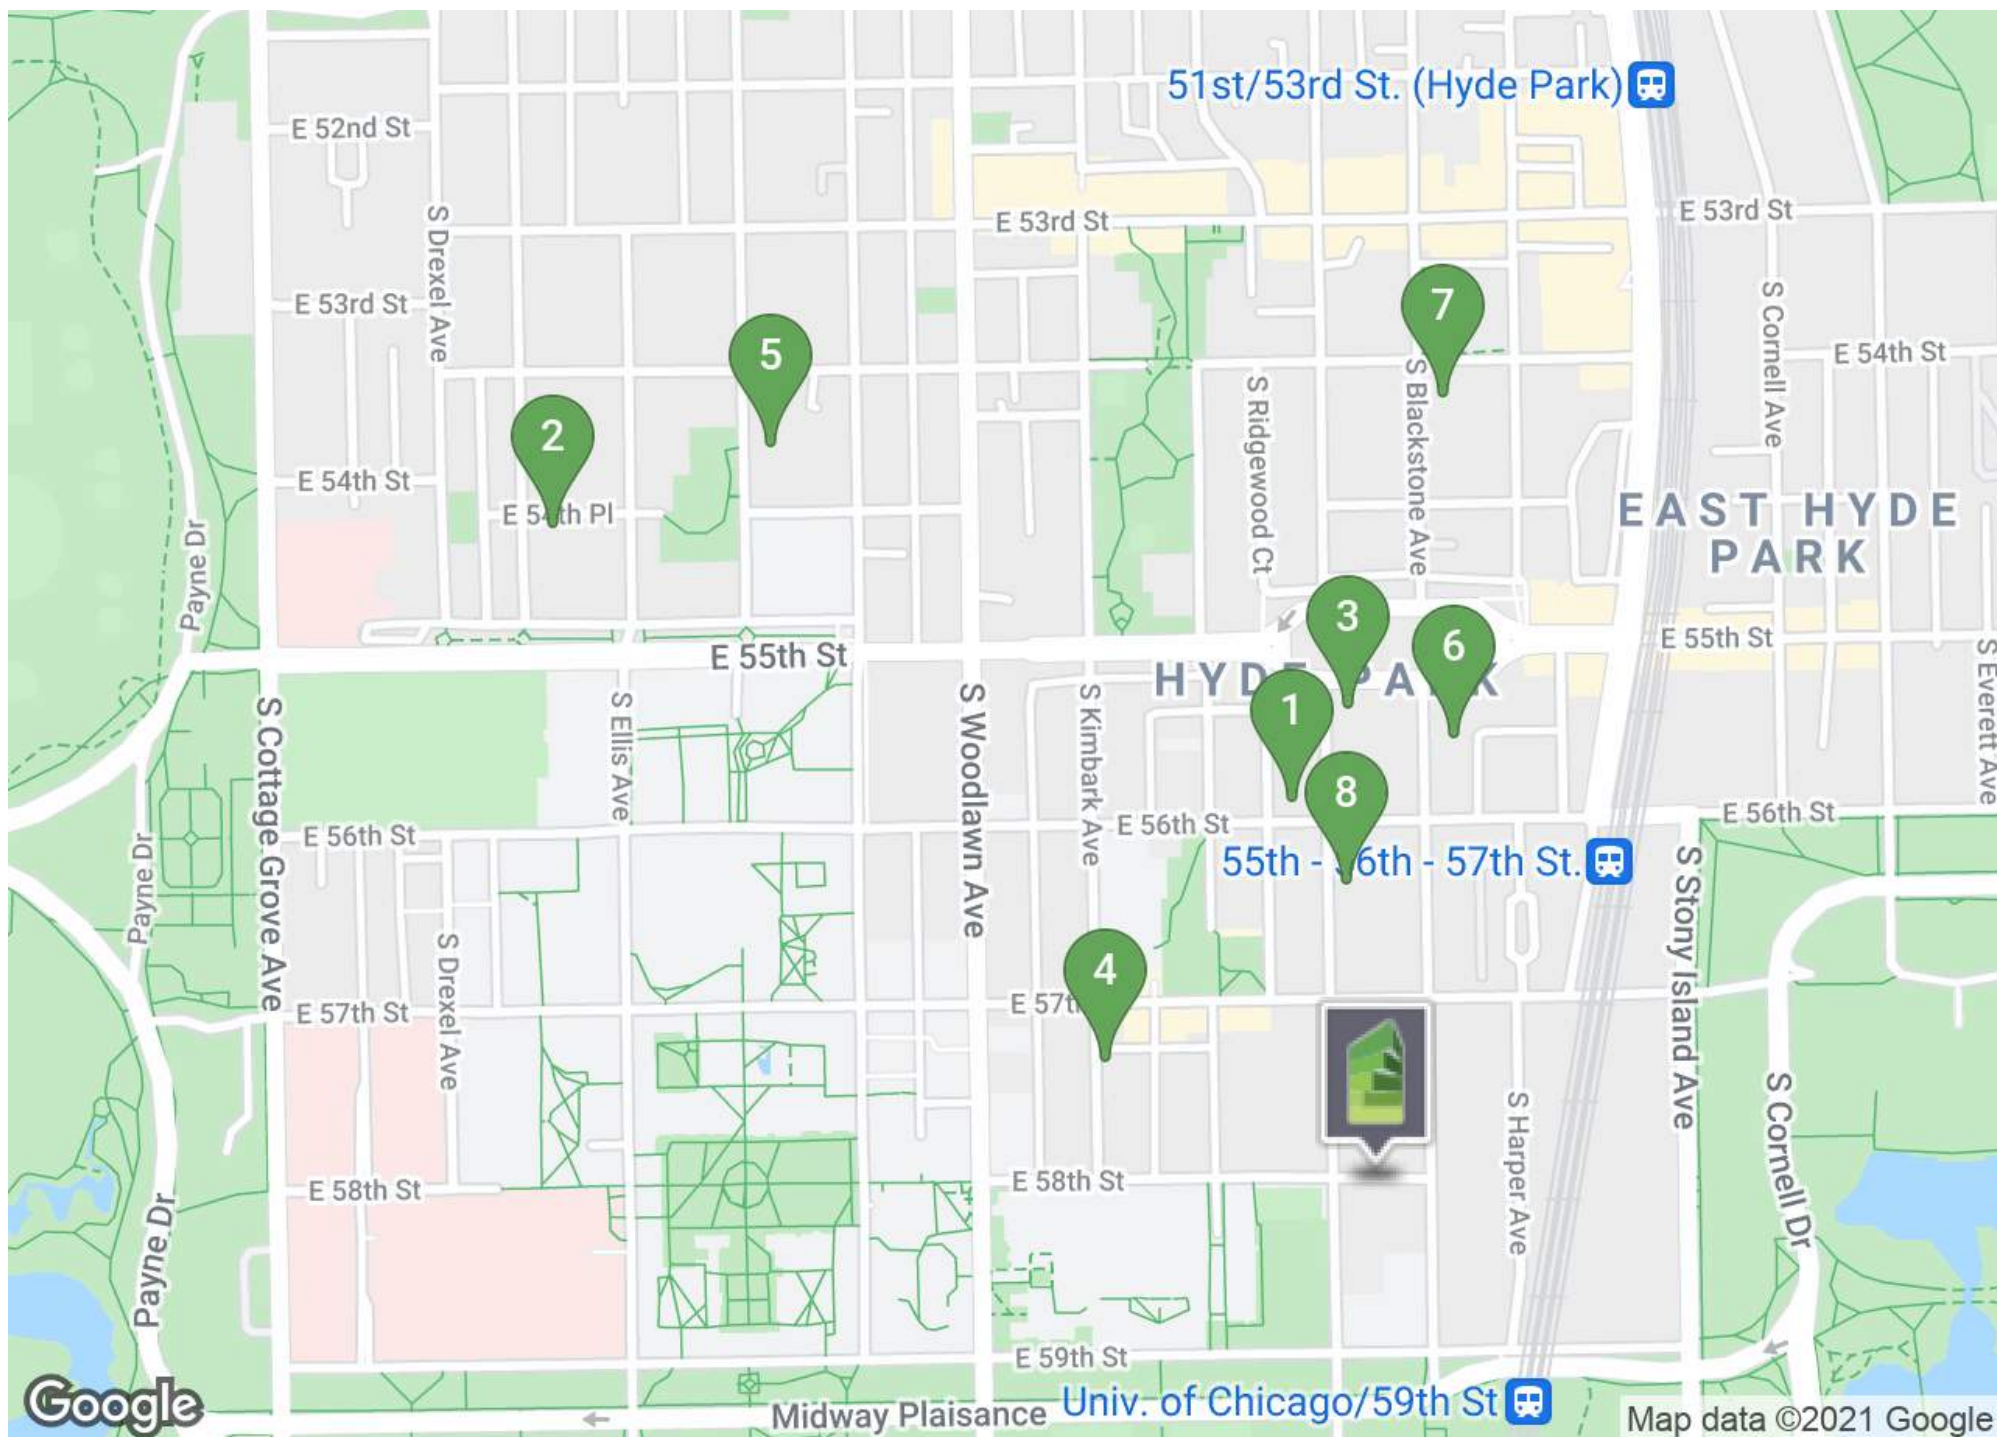 51st/53rd St. (Hyde Park)
E 52nd St
S Drexel Ave
E 53rd St
E 53rd St
E 53rd St
7
S Cornell Ave
5
E 54th St
2
S Ridgewood Ct
S Blackstone Ave
E 54th St
E 54th Pl
EAST HYDE
PARK
Payne Dr
3
6
E 55th St
E 55th St
HYDE PARK
S Everett Ave
1
S Cottage Grove Ave
S Ellis Ave
S Woodlawn Ave
S Kimbark Ave
8
E 56th St
E 56th St
E 56th St
55th - 56th - 57th St.
Payne Dr
S Stony Island Ave
S Drexel Ave
4
E 57th St
E 57t
S Cornell Dr
S Harper Ave
E 58th St
E 58th St
Payne Dr
E 59th St
Google
Midway Plaisance
Univ. of Chicago/59th St
Map data ©2021 Google